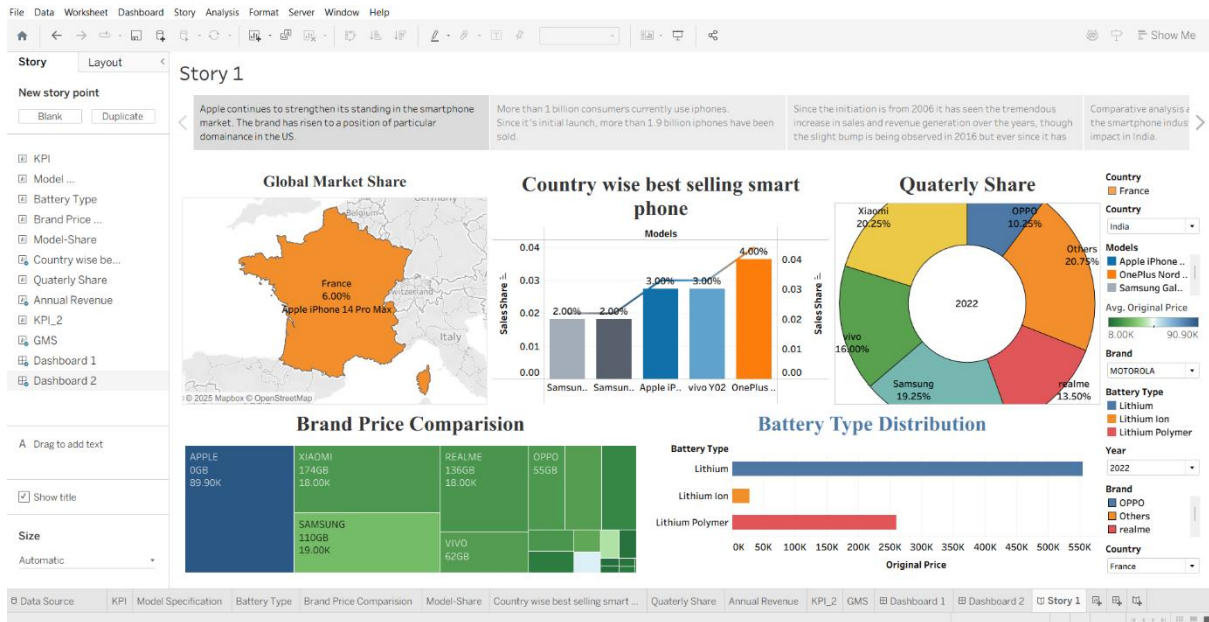 File Data Worksheet Dashboard Story Analysis Format Server Window Help
Show Me
Story Layout
New story point
Blank Duplicate
KPI
Model ...
Battery Type
Brand Price ...
Model-Share
Country wise be...
Quaterly Share
Annual Revenue
KPI_2
GMS
Dashboard 1
Dashboard 2
A Drag to add text
Show title
Size
Automatic
Story 1
Apple continues to strengthen its standing in the smartphone
market. The brand has risen to a position of particular
domainance in the US.
More than 1 billion consumers currently use iphones.
Since it's initial launch, more than 1.9 billion iphones have been
sold.
Since the initiation is from 2006 it has seen the tremendous
increase in sales and revenue generation over the years, though
the slight bump is being observed in 2016 but ever since it has
Comparative analysis
the smartphone indus
impact in India.
Global Market Share
Belgium
Germany
France
6.00%
Apple iPhone 14 Pro Max
Switzerland
Italy
© 2025 Mapbox © OpenStreetMap
Country wise best selling smart
phone
Models
Sales Share
0.04
0.03
0.02
0.01
0.00
2.00% 2.00% 3.00% 3.00% 4.00%
0.04
0.03
0.02
0.01
0.00
Sales Share
Samsun.. Samsun.. Apple iP.. vivo Y02 OnePlus ..
Quaterly Share
Xiaomi
20.25%
OPPO
10.25%
Others
20.75%
2022
vivo
16.00%
Samsung
19.25%
realme
13.50%
Brand Price Comparision
APPLE
0GB
89.90K
XIAOMI
174GB
18.00K
SAMSUNG
110GB
19.00K
REALME
136GB
18.00K
VIVO
62GB
OPPO
55GB
Battery Type Distribution
Battery Type
Lithium
Lithium Ion
Lithium Polymer
0K 50K 100K 150K 200K 250K 300K 350K 400K 450K 500K 550K
Original Price
Country
France
Country
India
Models
Apple iPhone ..
OnePlus Nord ..
Samsung Gal..
Avg. Original Price
8.00K 90.90K
Brand
MOTOROLA
Battery Type
Lithium
Lithium Ion
Lithium Polymer
Year
2022
Brand
OPPO
Others
realme
Country
France
Data Source KPI Model Specification Battery Type Brand Price Comparision Model-Share Country wise best selling smart ... Quaterly Share Annual Revenue KPI_2 GMS Dashboard 1 Dashboard 2 Story 1